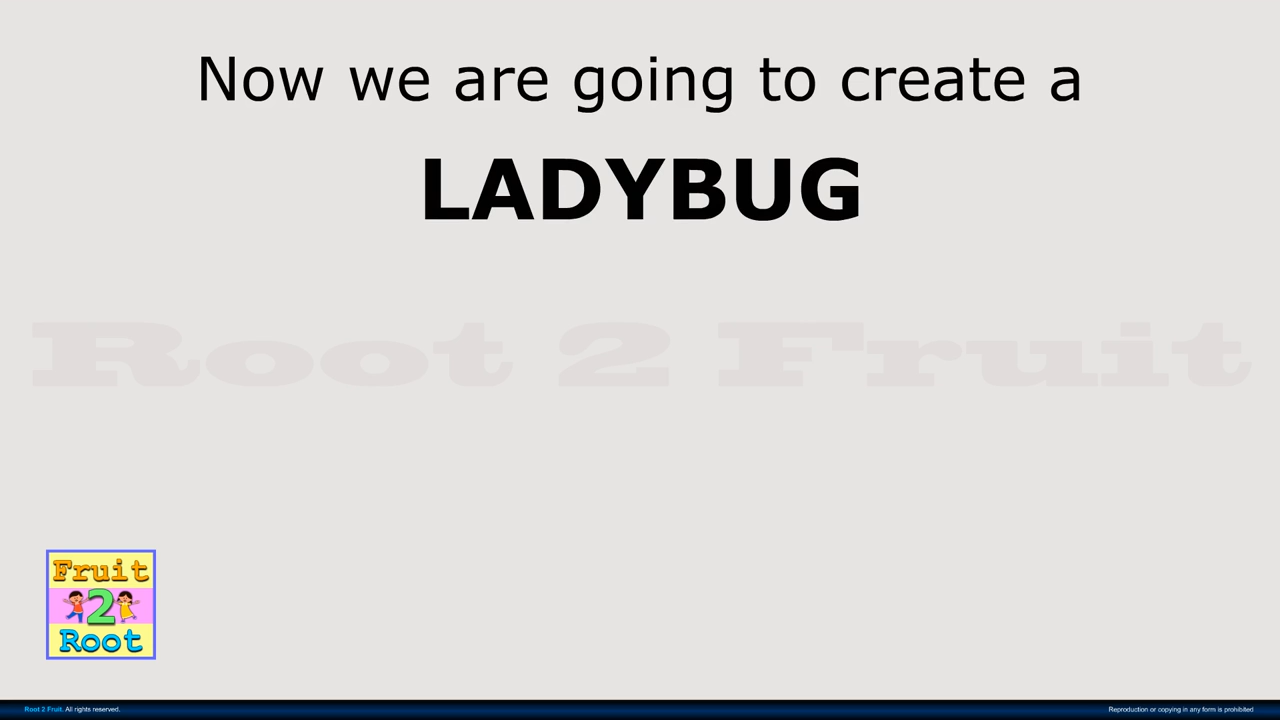 Now we are going to create a
LADYBUG
Root 2 Fruit
Fruit
2
Root
Root 2 Fruit. All rights reserved.
Reproduction or copying in any form is prohibited